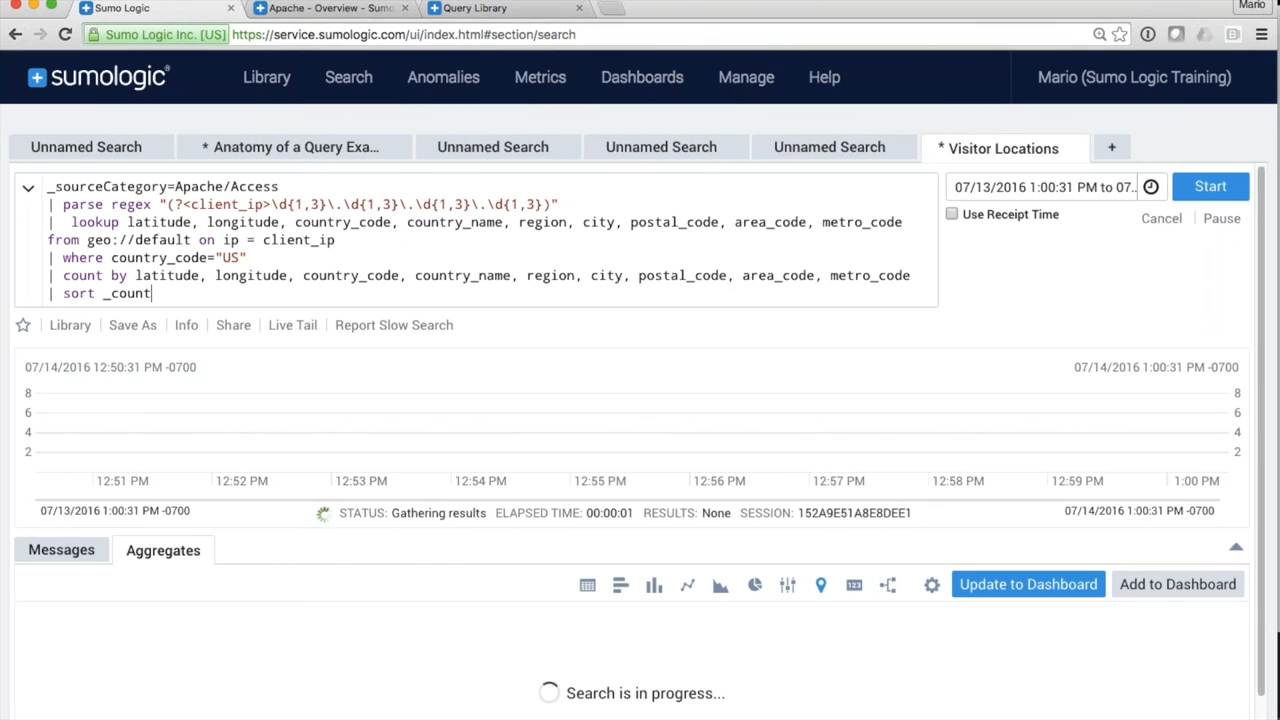 Sumo Logic
Apache - Overview - Sumo
Query Library
Mario
Sumo Logic Inc. [US] https://service.sumologic.com/ui/index.html#section/search
sumologic Library Search Anomalies Metrics Dashboards Manage Help Mario (Sumo Logic Training)
Unnamed Search * Anatomy of a Query Exa... Unnamed Search Unnamed Search Unnamed Search * Visitor Locations +
_sourceCategory=Apache/Access
| parse regex "(?<client_ip>\d{1,3}\.\d{1,3}\.\d{1,3}\.\d{1,3})"
| lookup latitude, longitude, country_code, country_name, region, city, postal_code, area_code, metro_code
from geo://default on ip = client_ip
| where country_code="US"
| count by latitude, longitude, country_code, country_name, region, city, postal_code, area_code, metro_code
| sort _count
07/13/2016 1:00:31 PM to 07... Start
Use Receipt Time Cancel Pause
Library Save As Info Share Live Tail Report Slow Search
07/14/2016 12:50:31 PM -0700 07/14/2016 1:00:31 PM -0700
8 8
6 6
4 4
2 2
12:51 PM 12:52 PM 12:53 PM 12:54 PM 12:55 PM 12:56 PM 12:57 PM 12:58 PM 12:59 PM 1:00 PM
07/13/2016 1:00:31 PM -0700 STATUS: Gathering results ELAPSED TIME: 00:00:01 RESULTS: None SESSION: 152A9E51A8E8DEE1 07/14/2016 1:00:31 PM -0700
Messages Aggregates
123 Update to Dashboard Add to Dashboard
Search is in progress...